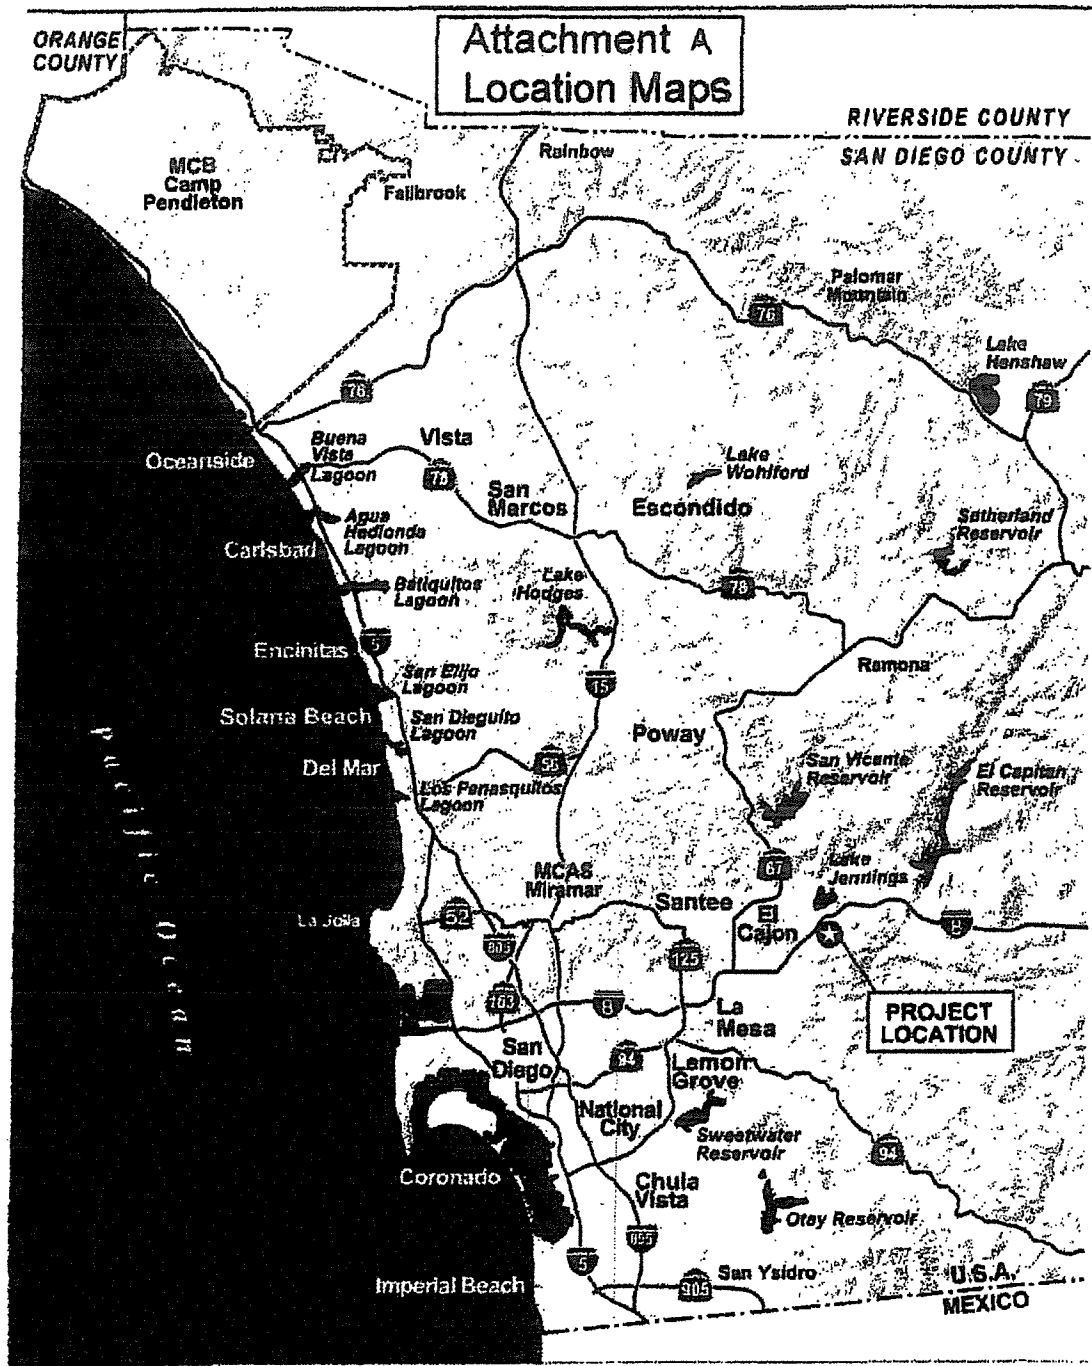 Attachment A
Location Maps
ORANGE
COUNTY
RIVERSIDE COUNTY
SAN DIEGO COUNTY
Rainbow
MCB
Camp
Pendleton
Fallbrook
Palomar
Mountain
76
Lake
Henshaw
79
76
Oceanside
Buena
Vista
Lagoon
Vista
78
San
Marcos
Lake
Wohlford
Escondido
Sutherland
Reservoir
Agua
Hedionda
Lagoon
Carlsbad
Batiquitos
Lagoon
Lake
Hodges
78
Encinitas
5
Ramona
San Elijo
Lagoon
15
Solana Beach
San Dieguito
Lagoon
Poway
Del Mar
56
San Vicente
Reservoir
El Capitan
Reservoir
Los Penasquitos
Lagoon
Pacific Ocean
MCAS
Miramar
67
Lake
Jennings
La Jolla
52
805
Santee
El
Cajon
8
125
163
8
La
Mesa
PROJECT
LOCATION
San
Diego
94
Lemon
Grove
National
City
Sweetwater
Reservoir
94
Coronado
Chula
Vista
Otay Reservoir
805
5
Imperial Beach
905
San Ysidro
U.S.A.
MEXICO